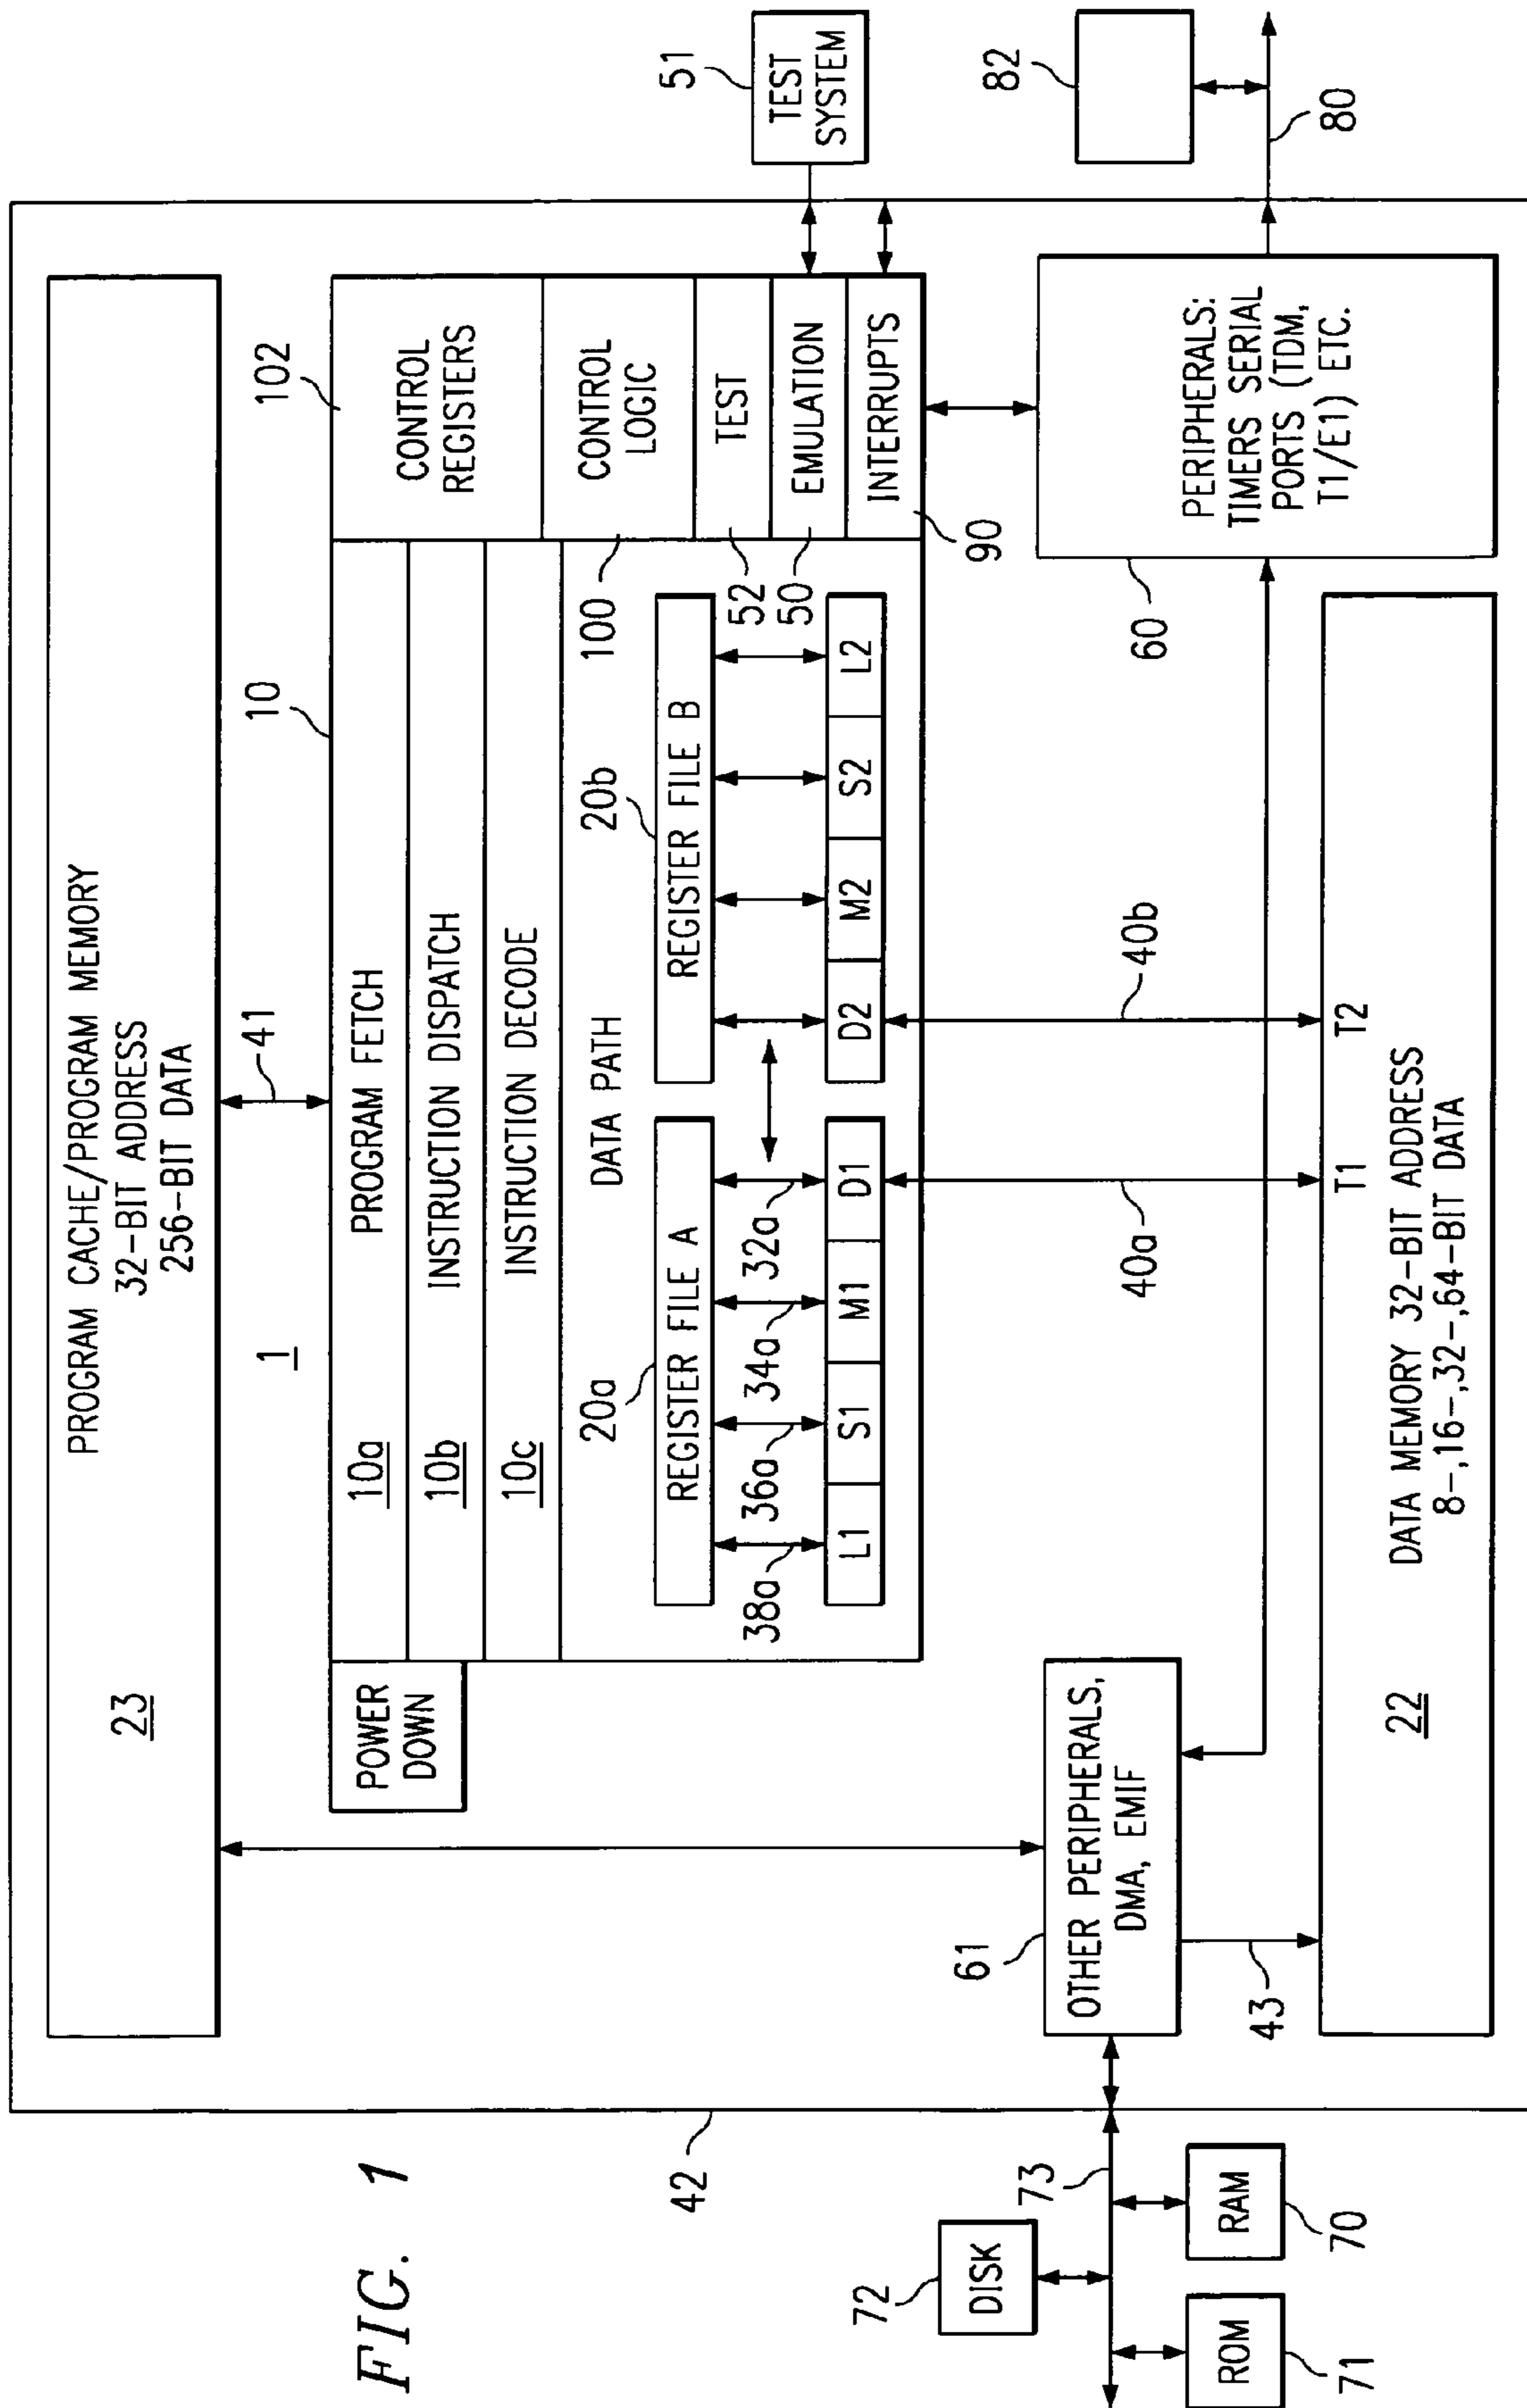 FIG. 1
PROGRAM CACHE/PROGRAM MEMORY
32-BIT ADDRESS
256-BIT DATA
23
41
1
10
102
POWER
DOWN
10a
PROGRAM FETCH
10b
INSTRUCTION DISPATCH
10c
INSTRUCTION DECODE
CONTROL
REGISTERS
CONTROL
LOGIC
TEST
EMULATION
INTERRUPTS
DATA PATH
20a
20b
100
REGISTER FILE A
REGISTER FILE B
52
50
90
38a
36a
34a
32a
L1
S1
M1
D1
D2
M2
S2
L2
51
TEST
SYSTEM
82
80
61
OTHER PERIPHERALS,
DMA, EMIF
40a
40b
60
PERIPHERALS:
TIMERS SERIAL
PORTS (TDM,
T1/E1) ETC.
43
T1
T2
DATA MEMORY 32-BIT ADDRESS
8-,16-,32-,64-BIT DATA
22
42
72
DISK
73
ROM
71
RAM
70